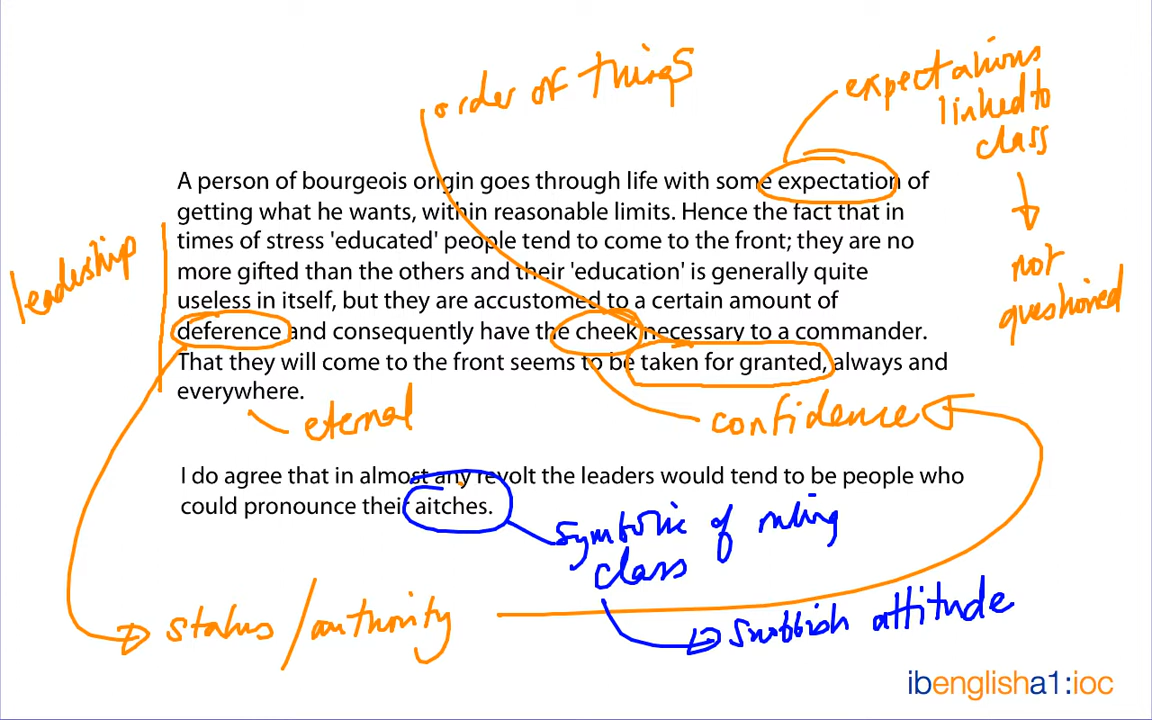 order of things
expectations
linked to
class
not
questioned
leadership
A person of bourgeois origin goes through life with some expectation of
getting what he wants, within reasonable limits. Hence the fact that in
times of stress 'educated' people tend to come to the front; they are no
more gifted than the others and their 'education' is generally quite
useless in itself, but they are accustomed to a certain amount of
deference and consequently have the cheek necessary to a commander.
That they will come to the front seems to be taken for granted, always and
everywhere.
eternal
confidence
I do agree that in almost any revolt the leaders would tend to be people who
could pronounce their aitches.
symbolic of ruling
class
status/authority
snobbish attitude
ibenglisha1:ioc